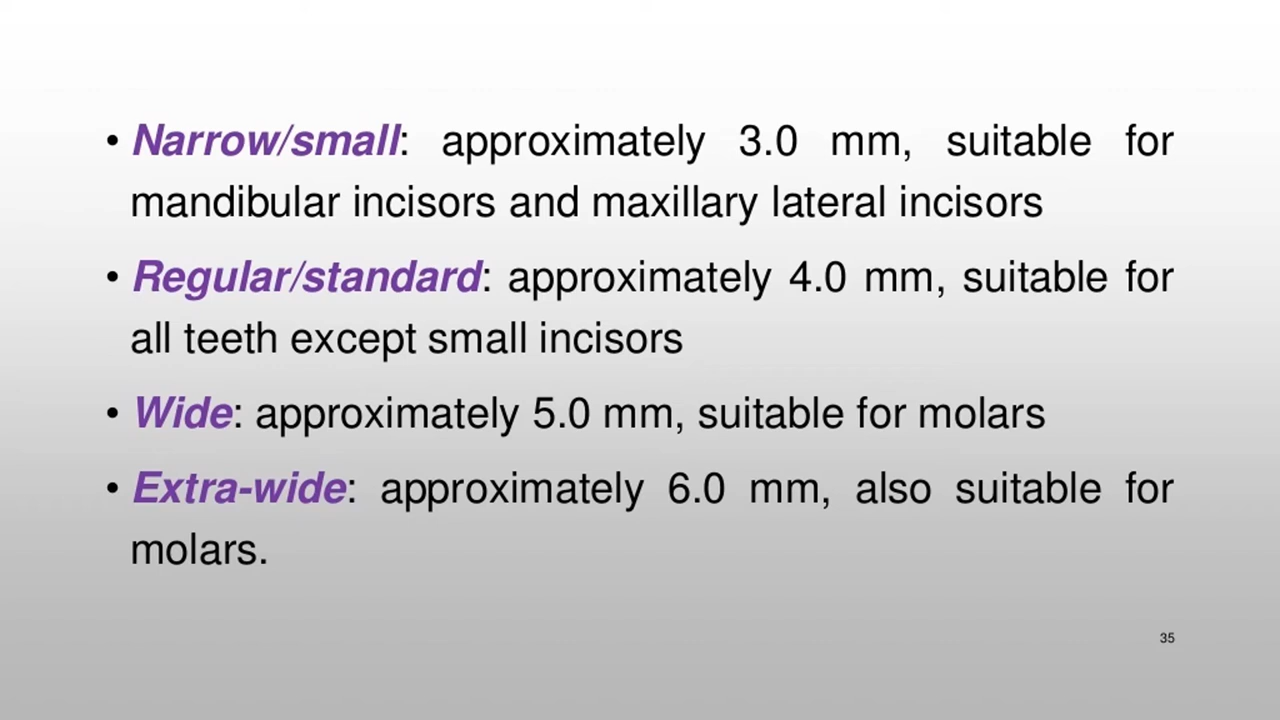 • Narrow/small: approximately 3.0 mm, suitable for
mandibular incisors and maxillary lateral incisors
• Regular/standard: approximately 4.0 mm, suitable for
all teeth except small incisors
• Wide: approximately 5.0 mm, suitable for molars
• Extra-wide: approximately 6.0 mm, also suitable for
molars.
35